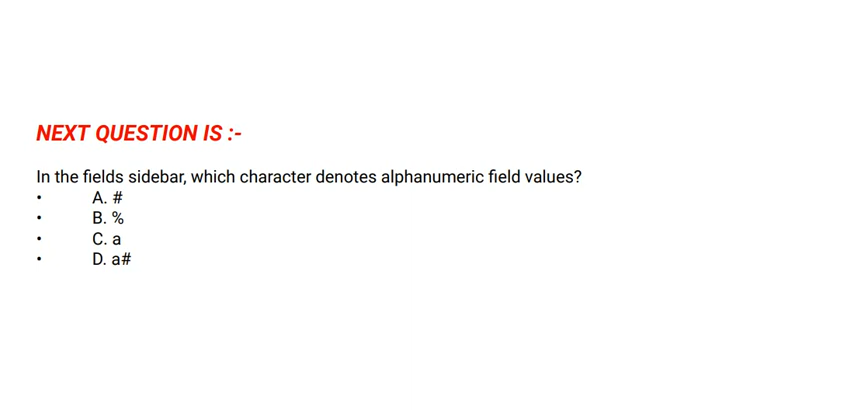 NEXT QUESTION IS :-
In the fields sidebar, which character denotes alphanumeric field values?
• A. #
• B. %
• C. a
• D. a#